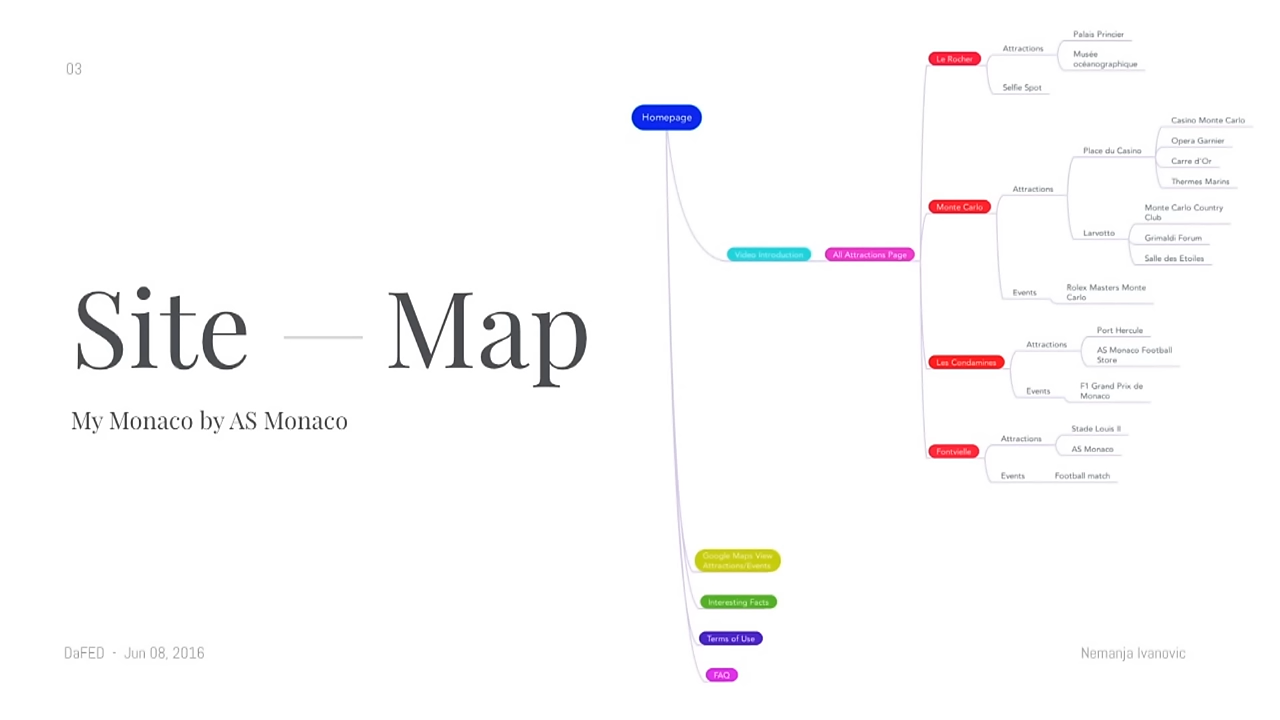 03
Site — Map
My Monaco by AS Monaco
DaFED · Jun 08, 2016
Nemanja Ivanovic
Homepage
Video Introduction
All Attractions Page
Le Rocher
Attractions
Palais Princier
Musée
océanographique
Selfie Spot
Monte Carlo
Attractions
Place du Casino
Casino Monte Carlo
Opera Garnier
Carre d'Or
Thermes Marins
Larvotto
Monte Carlo Country
Club
Grimaldi Forum
Salle des Etoiles
Events
Rolex Masters Monte
Carlo
Les Condamines
Attractions
Port Hercule
AS Monaco Football
Store
Events
F1 Grand Prix de
Monaco
Fontvielle
Attractions
Stade Louis II
AS Monaco
Events
Football match
Google Maps View
Attractions/Events
Interesting Facts
Terms of Use
FAQ